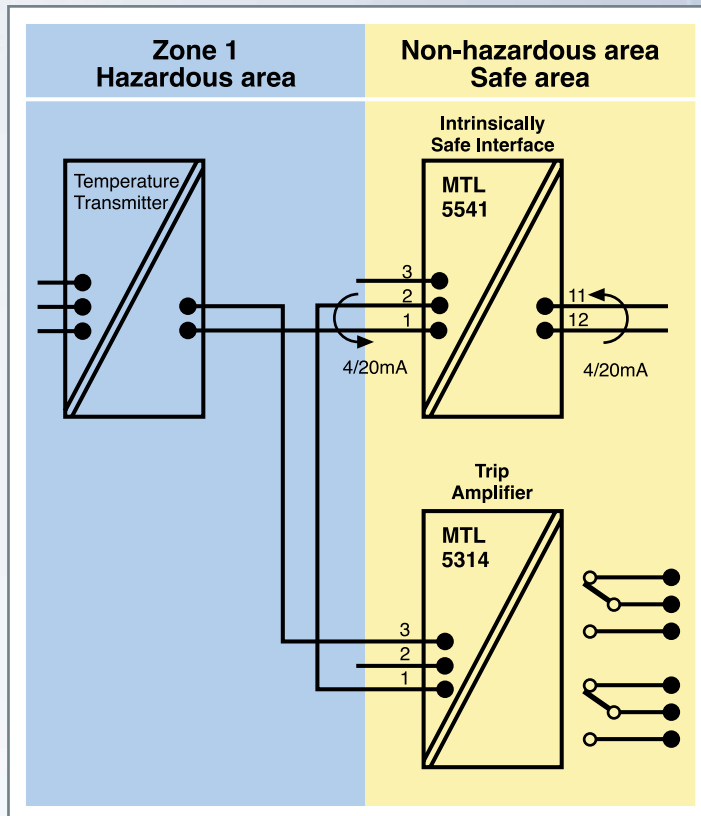 Zone 1
Hazardous area
Non-hazardous area
Safe area
Temperature
Transmitter
Intrinsically
Safe Interface
MTL
5541
3
2
1
4/20mA
11
12
4/20mA
Trip
Amplifier
MTL
5314
3
2
1